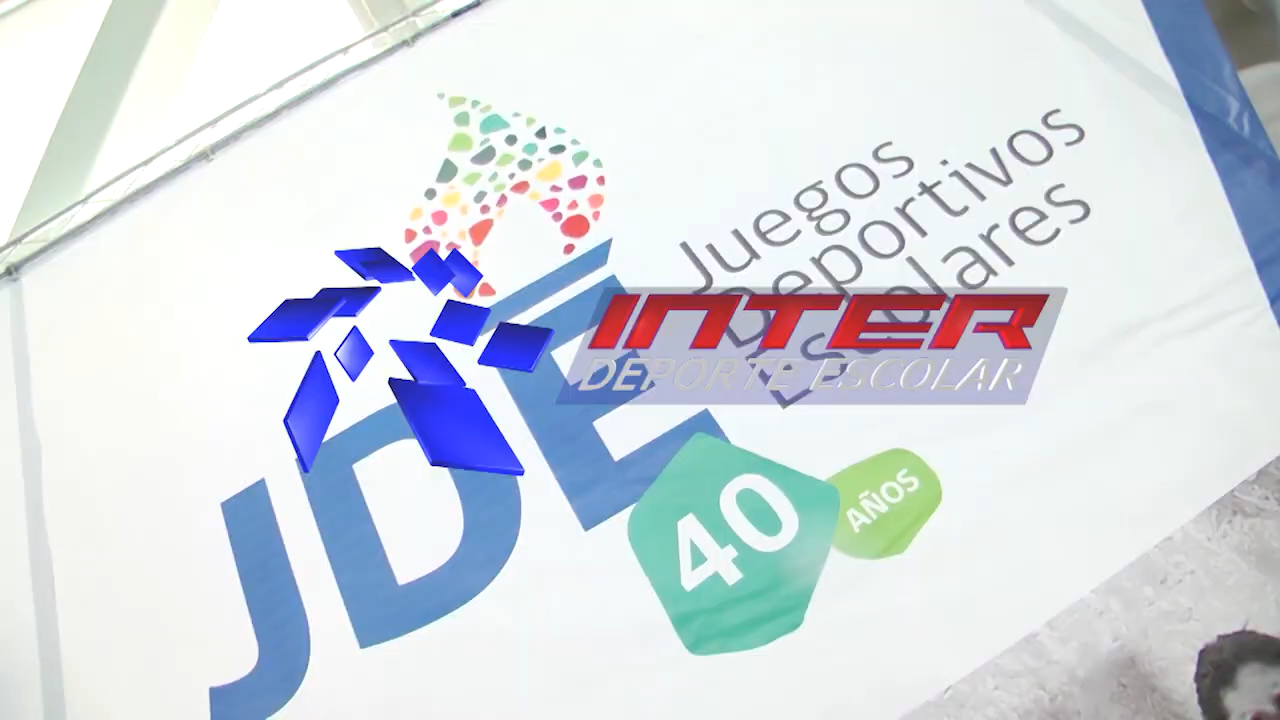 Juegos
Deportivos
Escolares
JDE
INTER
DEPORTE ESCOLAR
40
AÑOS